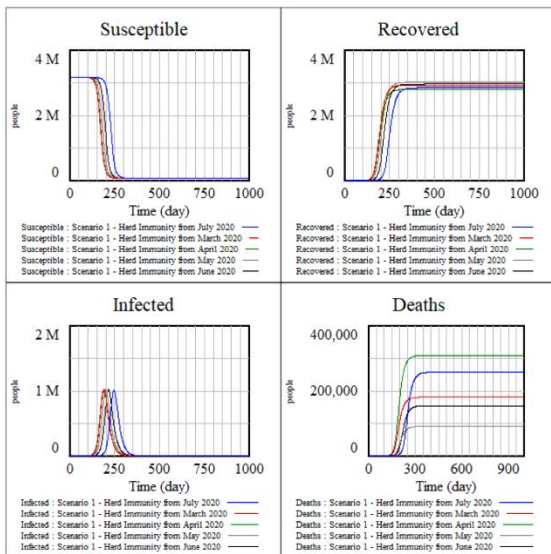 Susceptible
4 M
2 M
0
people
0 250 500 750 1000
Time (day)
Susceptible : Scenario 1 - Herd Immunity from July 2020
Susceptible : Scenario 1 - Herd Immunity from March 2020
Susceptible : Scenario 1 - Herd Immunity from April 2020
Susceptible : Scenario 1 - Herd Immunity from May 2020
Susceptible : Scenario 1 - Herd Immunity from June 2020
Recovered
4 M
2 M
0
people
0 250 500 750 1000
Time (day)
Recovered : Scenario 1 - Herd Immunity from July 2020
Recovered : Scenario 1 - Herd Immunity from March 2020
Recovered : Scenario 1 - Herd Immunity from April 2020
Recovered : Scenario 1 - Herd Immunity from May 2020
Recovered : Scenario 1 - Herd Immunity from June 2020
Infected
2 M
1 M
0
people
0 250 500 750 1000
Time (day)
Infected : Scenario 1 - Herd Immunity from July 2020
Infected : Scenario 1 - Herd Immunity from March 2020
Infected : Scenario 1 - Herd Immunity from April 2020
Infected : Scenario 1 - Herd Immunity from May 2020
Infected : Scenario 1 - Herd Immunity from June 2020
Deaths
400,000
200,000
0
people
0 300 600 900
Time (day)
Deaths : Scenario 1 - Herd Immunity from July 2020
Deaths : Scenario 1 - Herd Immunity from March 2020
Deaths : Scenario 1 - Herd Immunity from April 2020
Deaths : Scenario 1 - Herd Immunity from May 2020
Deaths : Scenario 1 - Herd Immunity from June 2020